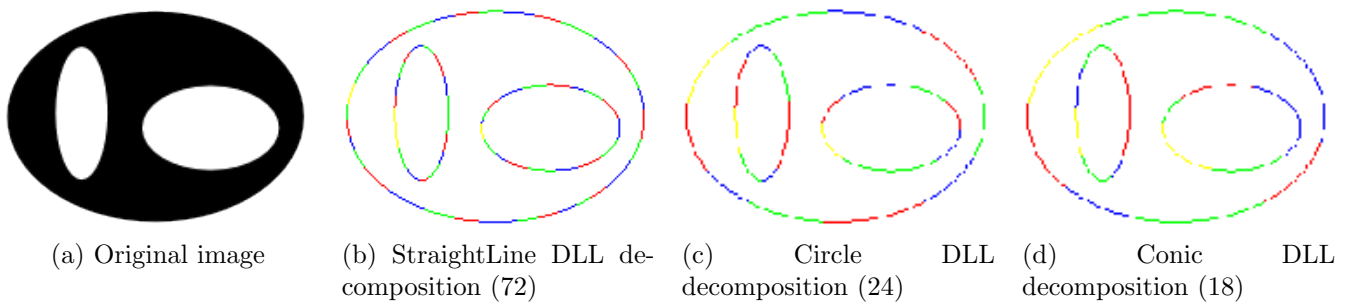 (a) Original image
(b) StraightLine DLL de-
composition (72)
(c) Circle DLL
decomposition (24)
(d) Conic DLL
decomposition (18)